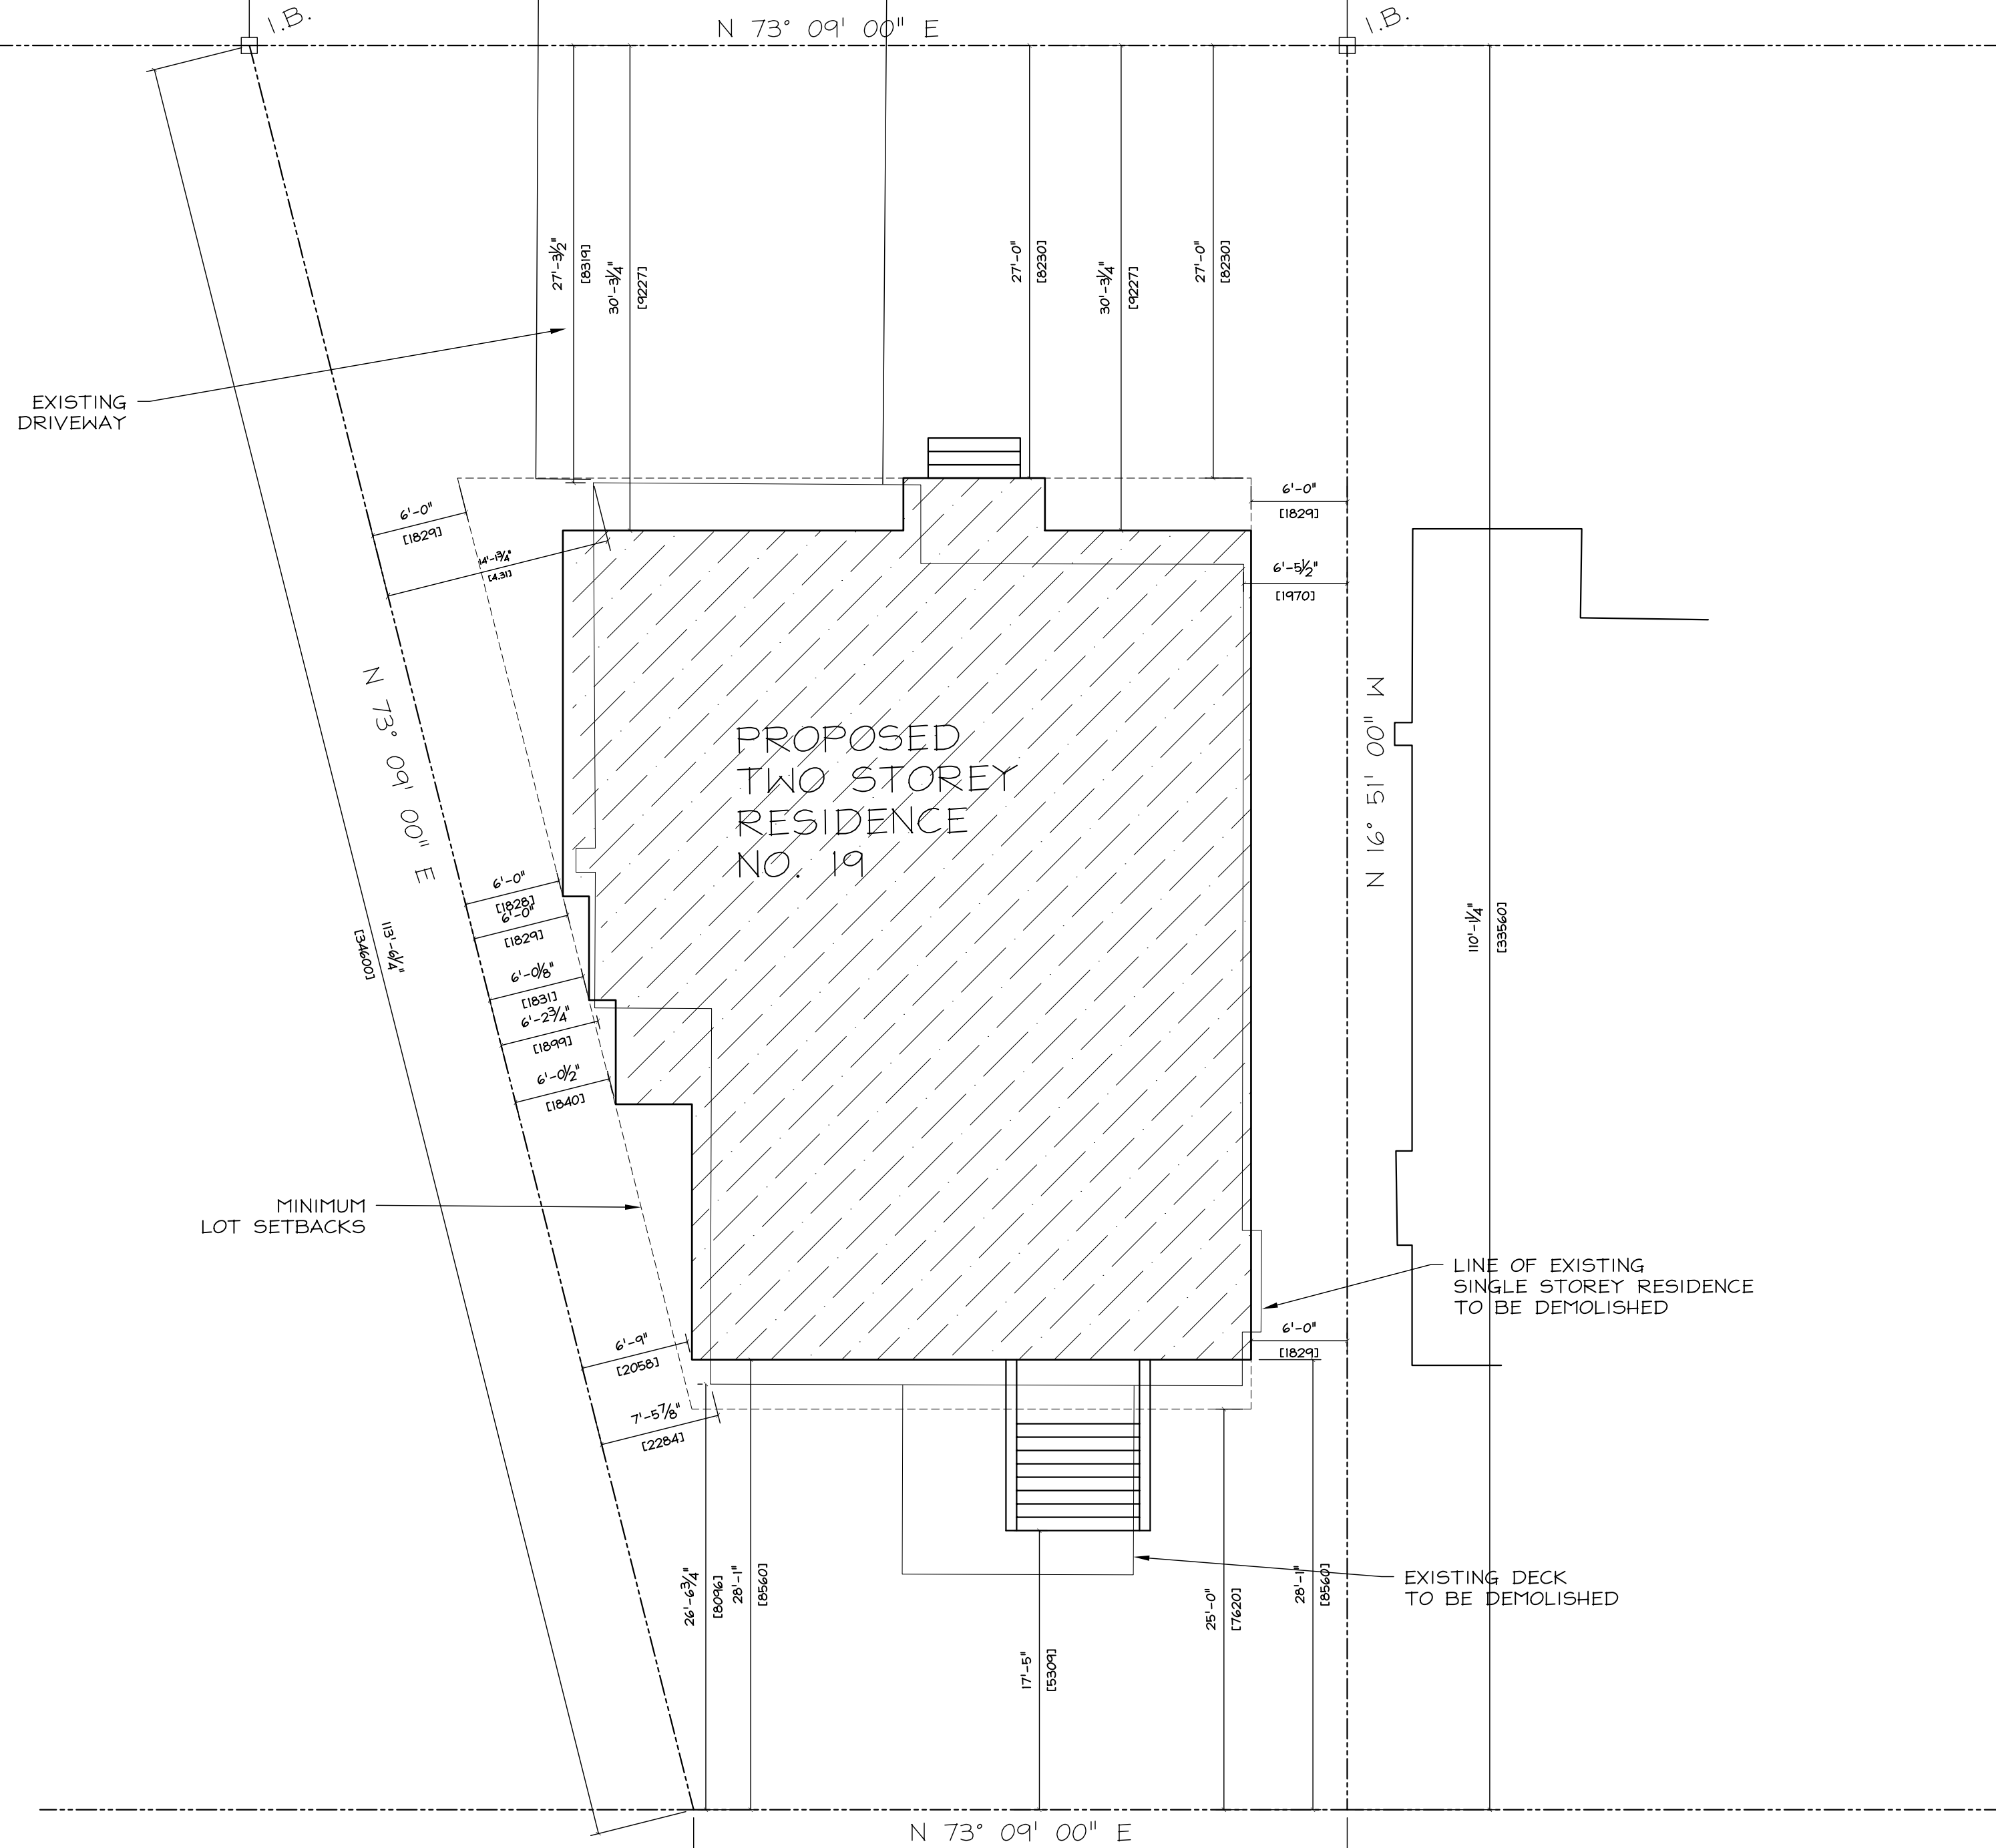 I.B.
N 73° 09' 00" E
I.B.
27'-3½"
[8319]
30'-3¼"
[9227]
27'-0"
[8230]
30'-3¼"
[9227]
27'-0"
[8230]
EXISTING
DRIVEWAY
6'-0"
[1829]
14'-1¾"
[4.31]
6'-0"
[1829]
6'-5½"
[1970]
N 73° 09' 00" E
PROPOSED
TWO STOREY
RESIDENCE
NO. 19
N 16° 15' 00" W
113'-6¼"
[34600]
110'-1¼"
[33560]
6'-0"
[1828]
6'-0"
[1829]
6'-0⅛"
[1831]
6'-2¾"
[1899]
6'-0½"
[1840]
MINIMUM
LOT SETBACKS
LINE OF EXISTING
SINGLE STOREY RESIDENCE
TO BE DEMOLISHED
6'-9"
[2058]
6'-0"
[1829]
7'-5⅞"
[2284]
26'-6¾"
[8096]
28'-1"
[8560]
17'-5"
[5309]
25'-0"
[7620]
28'-1"
[8560]
EXISTING DECK
TO BE DEMOLISHED
N 73° 09' 00" E